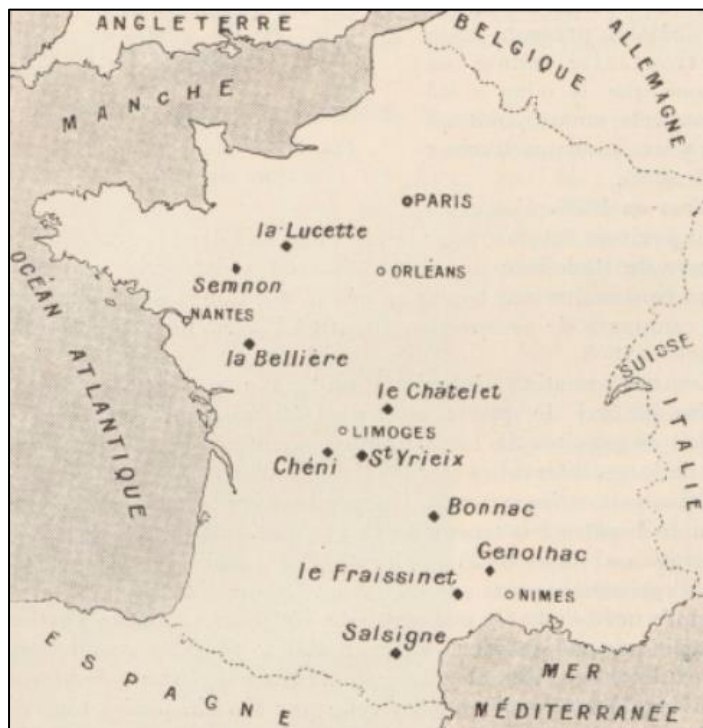 ANGLETERRE
BELGIQUE
ALLEMAGNE
MANCHE
PARIS
la Lucette
ORLÉANS
Semnon
NANTES
OCÉAN ATLANTIQUE
la Bellière
SUISSE
ITALIE
le Châtelet
LIMOGES
Chéni
St Yrieix
Bonnac
Genolhac
le Fraissinet
NIMES
Salsigne
ESPAGNE
MER
MÉDITERRANÉE